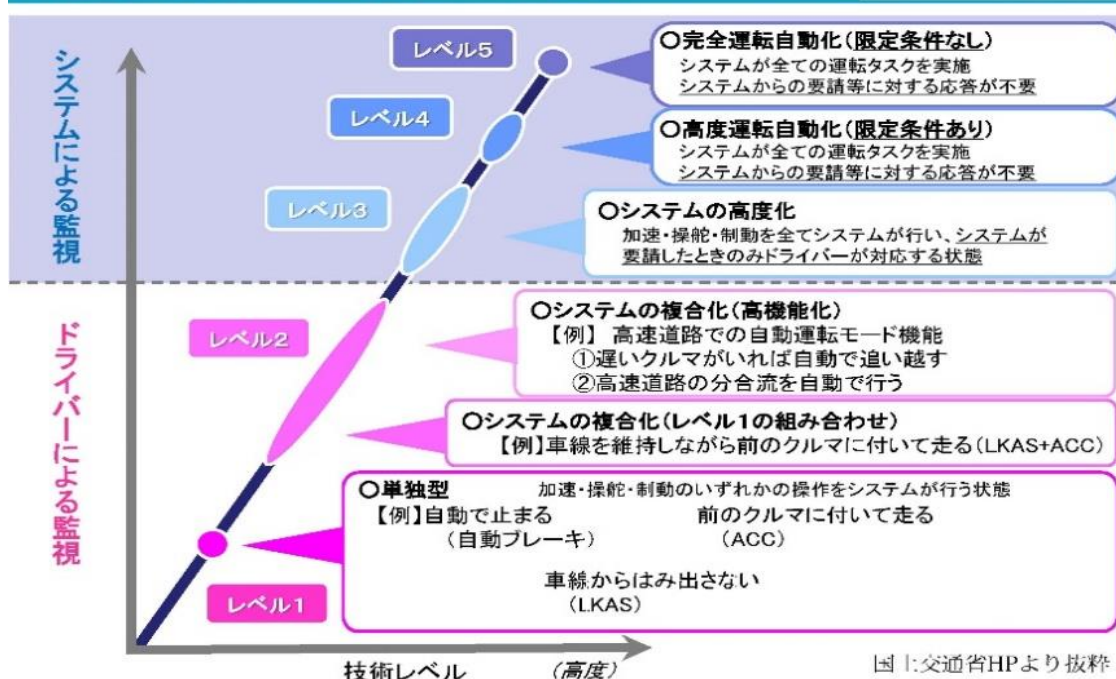 システムによる監視
ドライバーによる監視
レベル5
○完全運転自動化(限定条件なし)
システムが全ての運転タスクを実施
システムからの要請等に対する応答が不要
レベル4
○高度運転自動化(限定条件あり)
システムが全ての運転タスクを実施
システムからの要請等に対する応答が不要
レベル3
○システムの高度化
加速・操舵・制動を全てシステムが行い、システムが
要請したときのみドライバーが対応する状態
レベル2
○システムの複合化(高機能化)
【例】 高速道路での自動運転モード機能
①遅いクルマがいれば自動で追い越す
②高速道路の分合流を自動で行う
○システムの複合化(レベル1の組み合わせ)
【例】車線を維持しながら前のクルマに付いて走る(LKAS+ACC)
レベル1
○単独型 加速・操舵・制動のいずれかの操作をシステムが行う状態
【例】自動で止まる 前のクルマに付いて走る
(自動ブレーキ) (ACC)
車線からはみ出さない
(LKAS)
技術レベル (高度)
国土交通省HPより抜粋